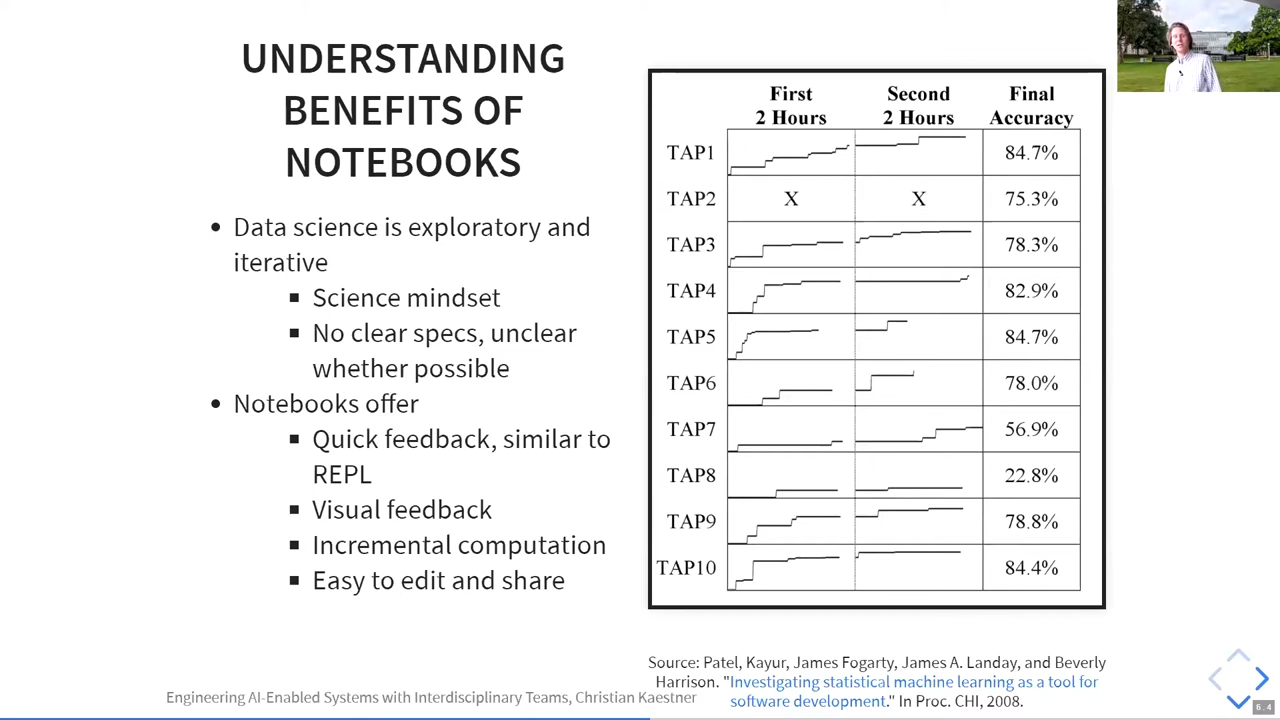 UNDERSTANDING
BENEFITS OF
NOTEBOOKS
• Data science is exploratory and
iterative
▪ Science mindset
▪ No clear specs, unclear
whether possible
• Notebooks offer
▪ Quick feedback, similar to
REPL
▪ Visual feedback
▪ Incremental computation
▪ Easy to edit and share
First Second Final
2 Hours 2 Hours Accuracy
TAP1 84.7%
TAP2 X X 75.3%
TAP3 78.3%
TAP4 82.9%
TAP5 84.7%
TAP6 78.0%
TAP7 56.9%
TAP8 22.8%
TAP9 78.8%
TAP10 84.4%
Source: Patel, Kayur, James Fogarty, James A. Landay, and Beverly
Harrison. "Investigating statistical machine learning as a tool for
software development." In Proc. CHI, 2008.
Engineering AI-Enabled Systems with Interdisciplinary Teams, Christian Kaestner
6.4